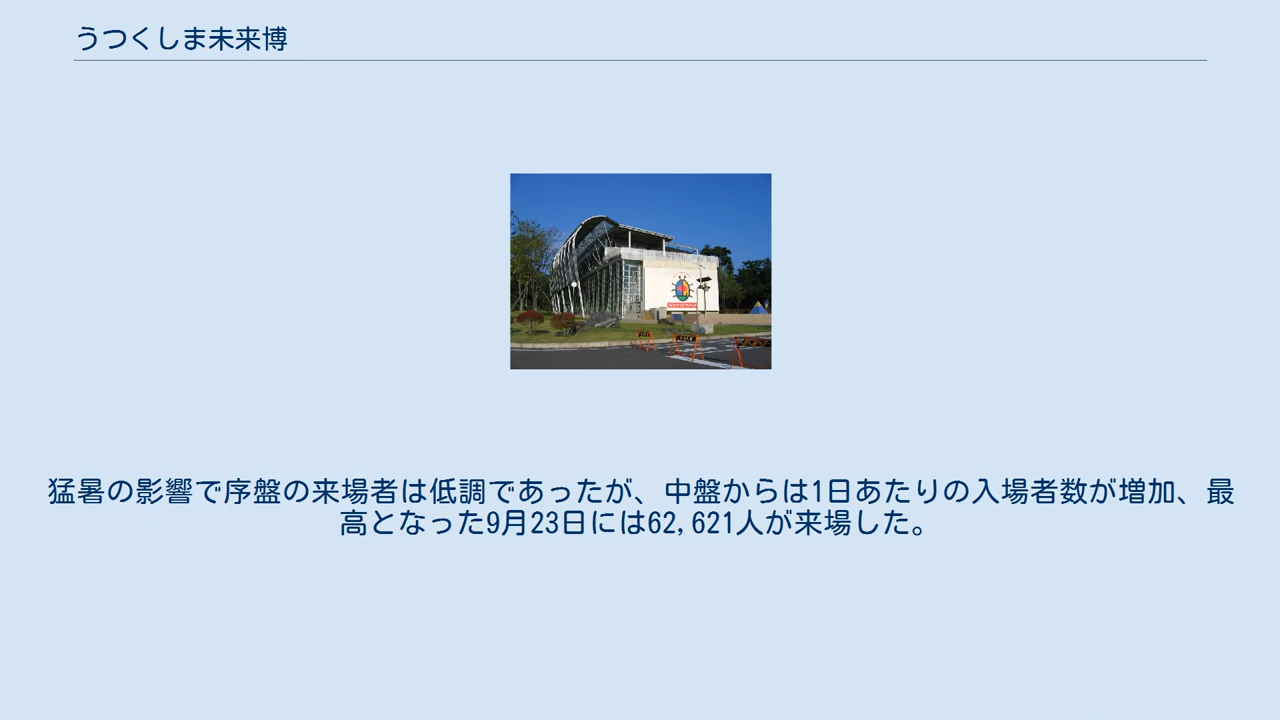 うつくしま未来博
猛暑の影響で序盤の来場者は低調であったが、中盤からは1日あたりの入場者数が増加、最
高となった9月23日には62,621人が来場した。